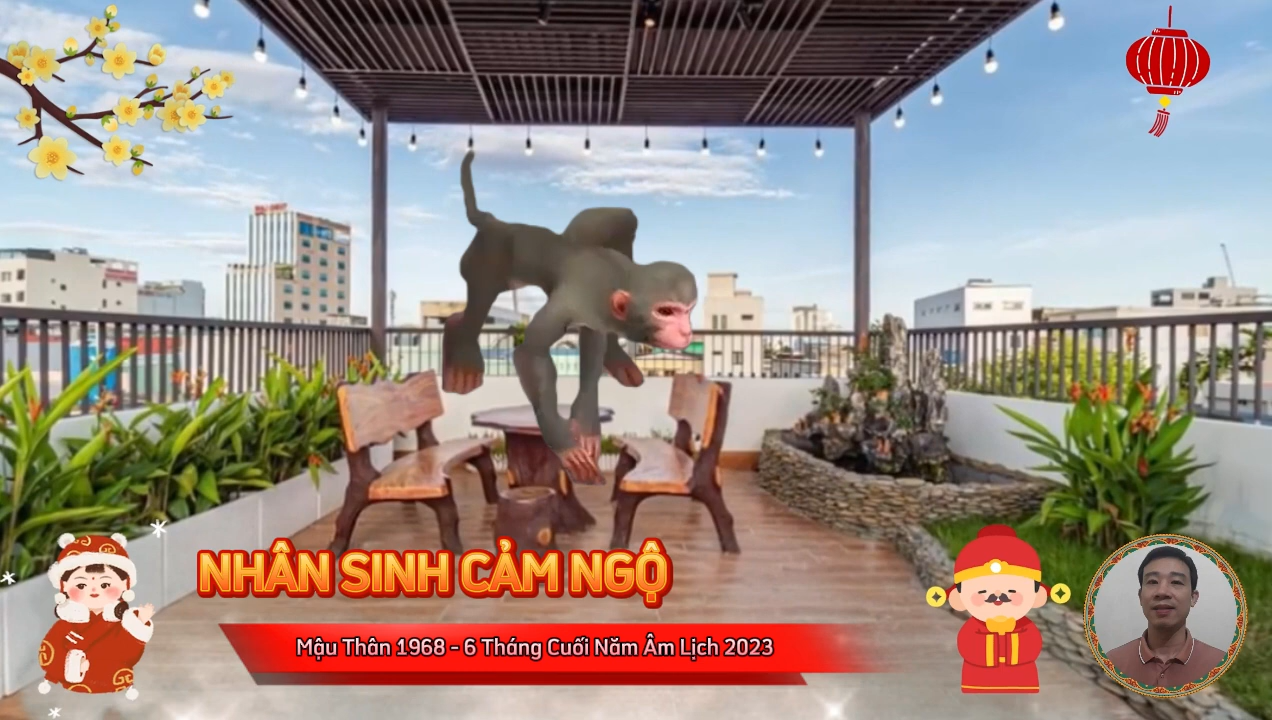 NHÂN SINH CẢM NGỘ
Mậu Thân 1968 - 6 Tháng Cuối Năm Âm Lịch 2023